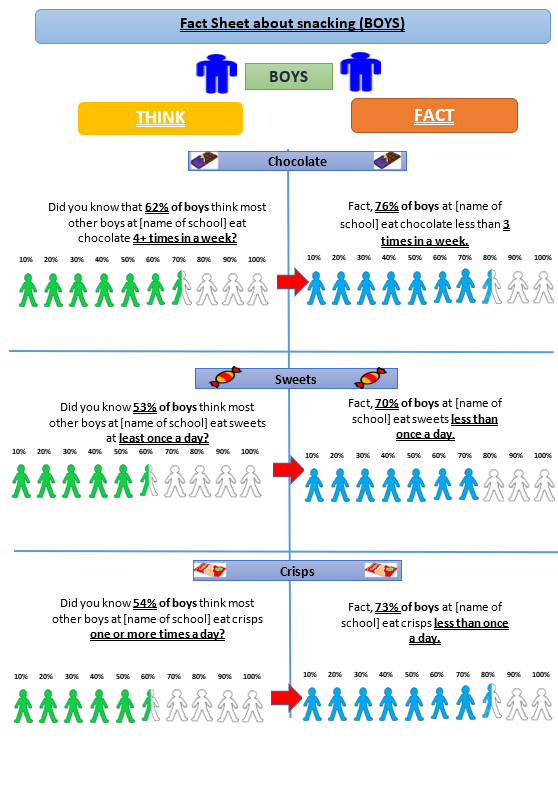 Fact Sheet about snacking (BOYS)
BOYS
THINK
FACT
Chocolate
Did you know that 62% of boys think most
other boys at [name of school] eat
chocolate 4+ times in a week?
Fact, 76% of boys at [name of
school] eat chocolate less than 3
times in a week.
10% 20% 30% 40% 50% 60% 70% 80% 90% 100%
10% 20% 30% 40% 50% 60% 70% 80% 90% 100%
Sweets
Did you know 53% of boys think most
other boys at [name of school] eat sweets
at least once a day?
Fact, 70% of boys at [name of
school] eat sweets less than
once a day.
10% 20% 30% 40% 50% 60% 70% 80% 90% 100%
10% 20% 30% 40% 50% 60% 70% 80% 90% 100%
Crisps
Did you know 54% of boys think most
other boys at [name of school] eat crisps
one or more times a day?
Fact, 73% of boys at [name of
school] eat crisps less than once
a day.
10% 20% 30% 40% 50% 60% 70% 80% 90% 100%
10% 20% 30% 40% 50% 60% 70% 80% 90% 100%